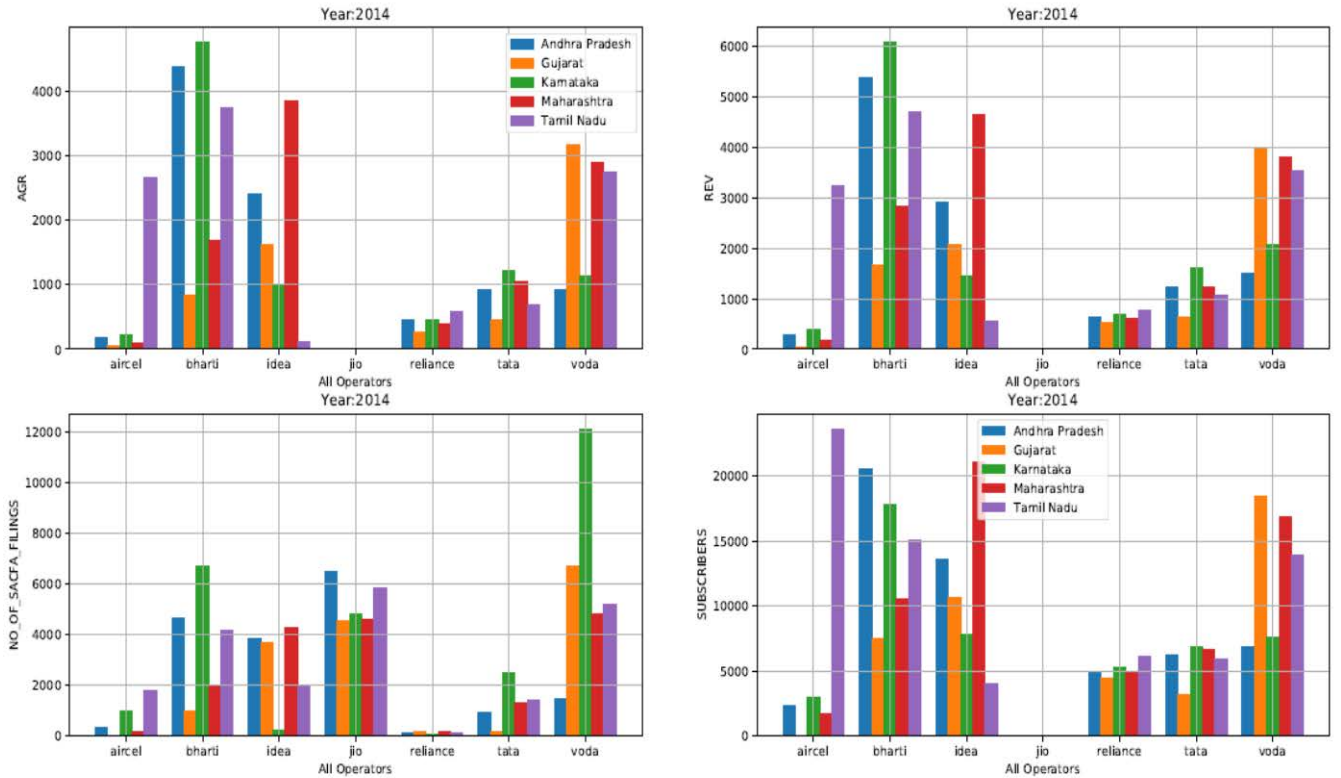 Year:2014
AGR
4000
3000
2000
1000
0
Andhra Pradesh
Gujarat
Karnataka
Maharashtra
Tamil Nadu
aircel bharti idea jio reliance tata voda
All Operators
Year:2014
REV
6000
5000
4000
3000
2000
1000
0
aircel bharti idea jio reliance tata voda
All Operators
Year:2014
NO_OF_SACFA_FILINGS
12000
10000
8000
6000
4000
2000
0
aircel bharti idea jio reliance tata voda
All Operators
Year:2014
SUBSCRIBERS
20000
15000
10000
5000
0
Andhra Pradesh
Gujarat
Karnataka
Maharashtra
Tamil Nadu
aircel bharti idea jio reliance tata voda
All Operators